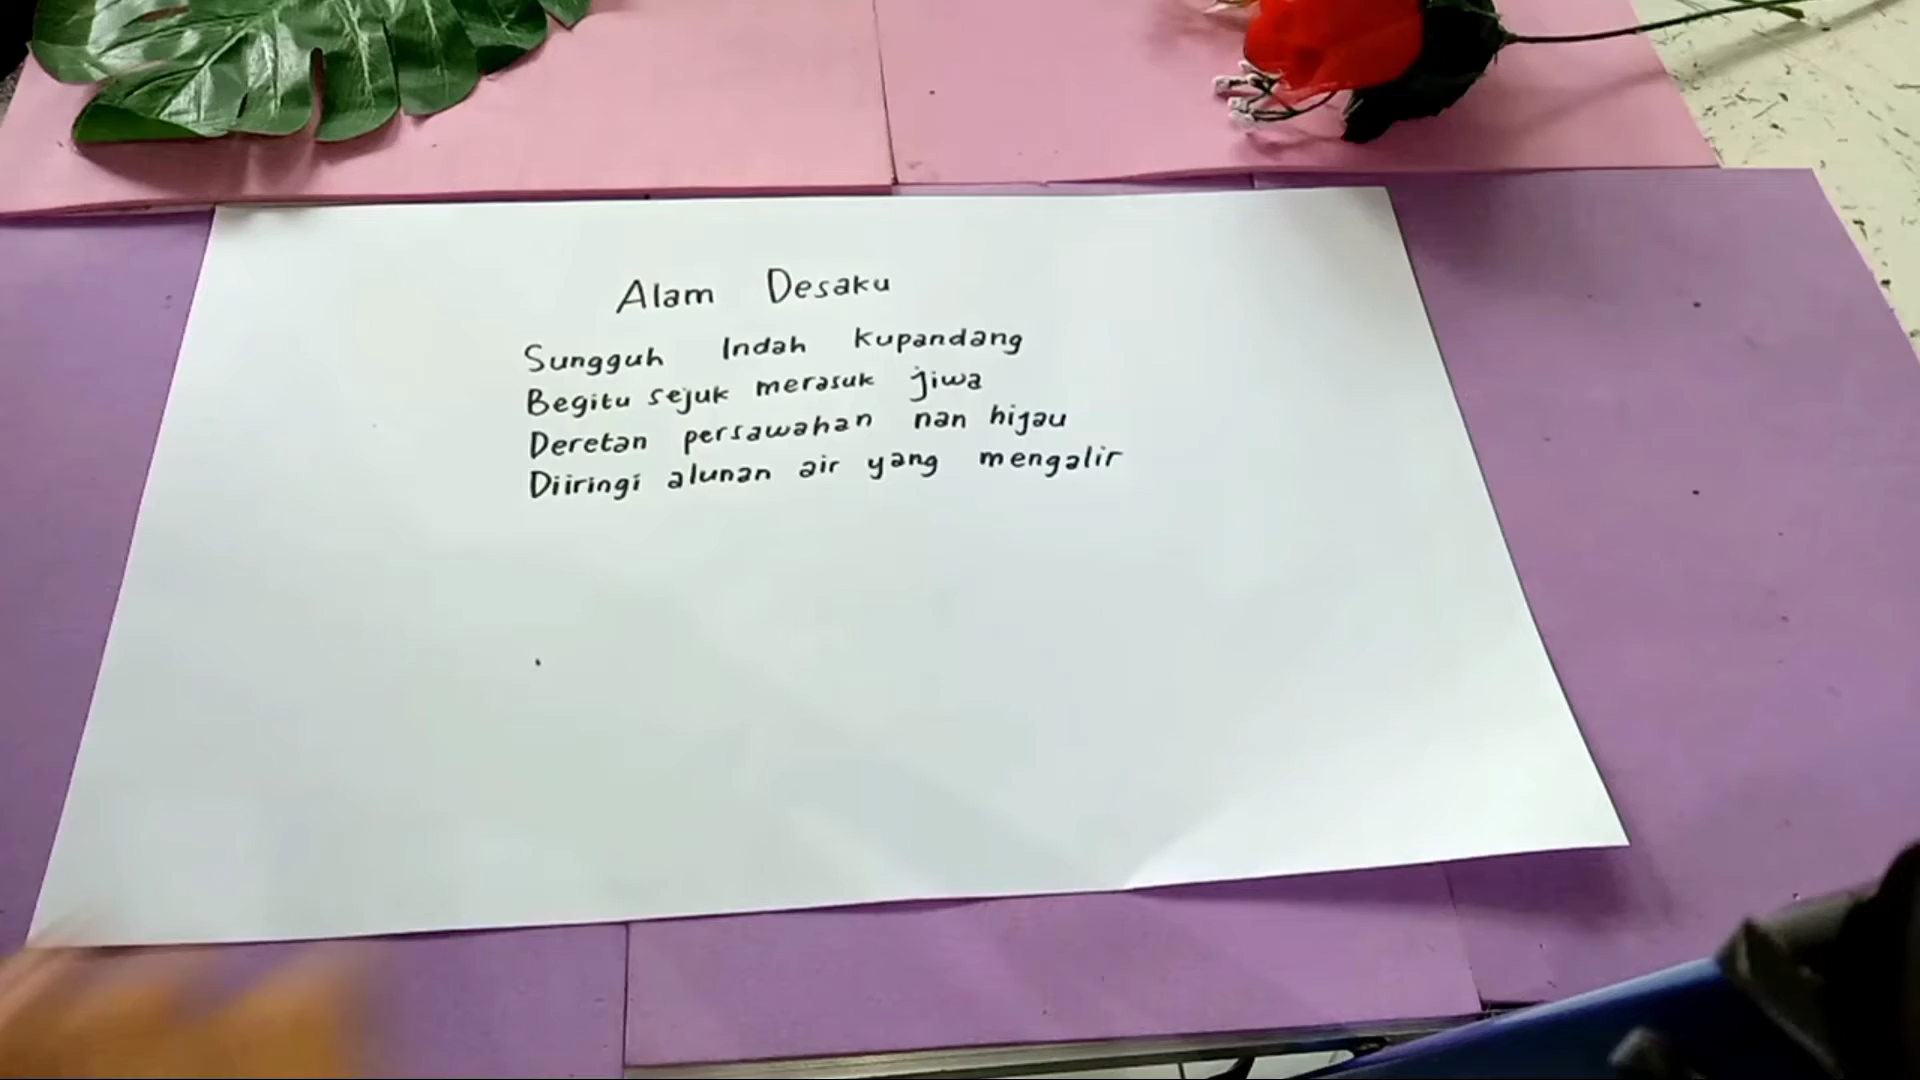 Alam Desaku
Sungguh Indah Kupandang
Begitu sejuk merasuk jiwa
Deretan persawahan nan hijau
Diiringi alunan air yang mengalir